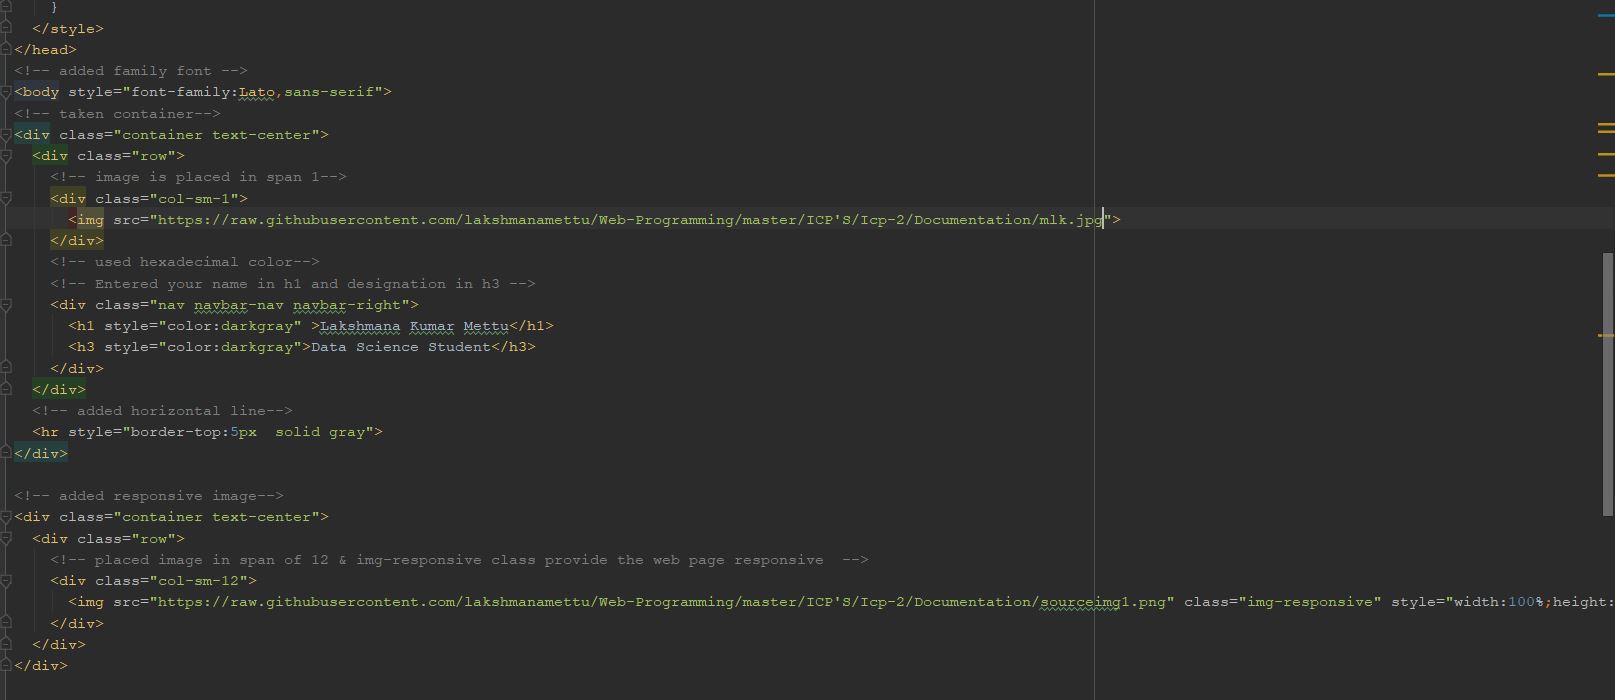 }
</style>
</head>
<!-- added family font -->
<body style="font-family:Lato,sans-serif">
<!-- taken container-->
<div class="container text-center">
<div class="row">
<!-- image is placed in span 1-->
<div class="col-sm-1">
<img src="https://raw.githubusercontent.com/lakshmanamettu/Web-Programming/master/ICP'S/Icp-2/Documentation/mlk.jpg">
</div>
<!-- used hexadecimal color-->
<!-- Entered your name in h1 and designation in h3 -->
<div class="nav navbar-nav navbar-right">
<h1 style="color:darkgray" >Lakshmana Kumar Mettu</h1>
<h3 style="color:darkgray">Data Science Student</h3>
</div>
</div>
<!-- added horizontal line-->
<hr style="border-top:5px  solid gray">
</div>
<!-- added responsive image-->
<div class="container text-center">
<div class="row">
<!-- placed image in span of 12 & img-responsive class provide the web page responsive  -->
<div class="col-sm-12">
<img src="https://raw.githubusercontent.com/lakshmanamettu/Web-Programming/master/ICP'S/Icp-2/Documentation/sourceimg1.png" class="img-responsive" style="width:100%;height:
</div>
</div>
</div>